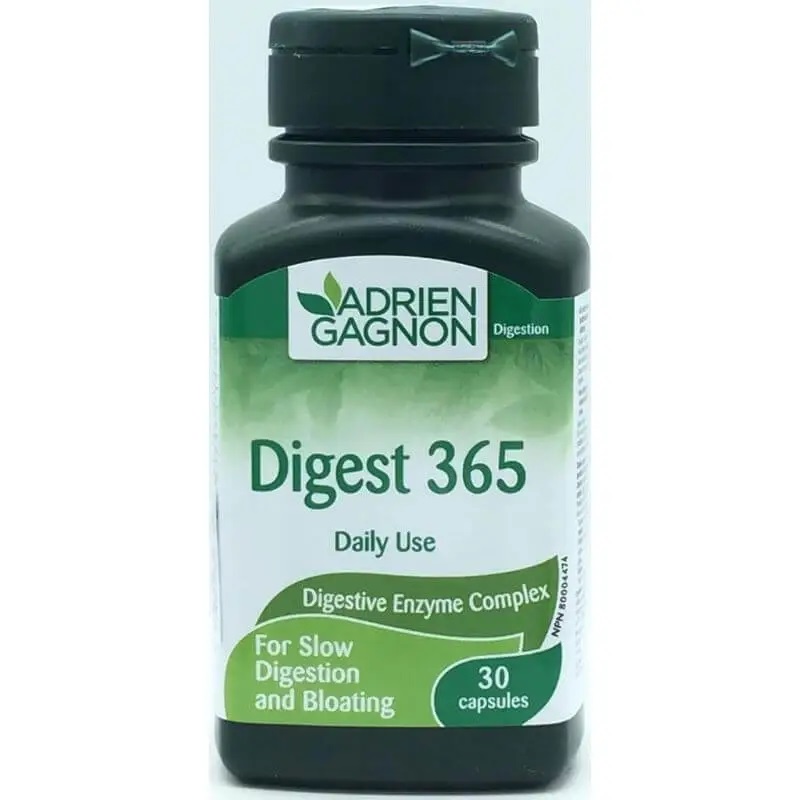 ADRIEN
GAGNON
Digestion
Digest 365
Daily Use
Digestive Enzyme Complex
NPN 80004474
For Slow
Digestion
and Bloating
30
capsules